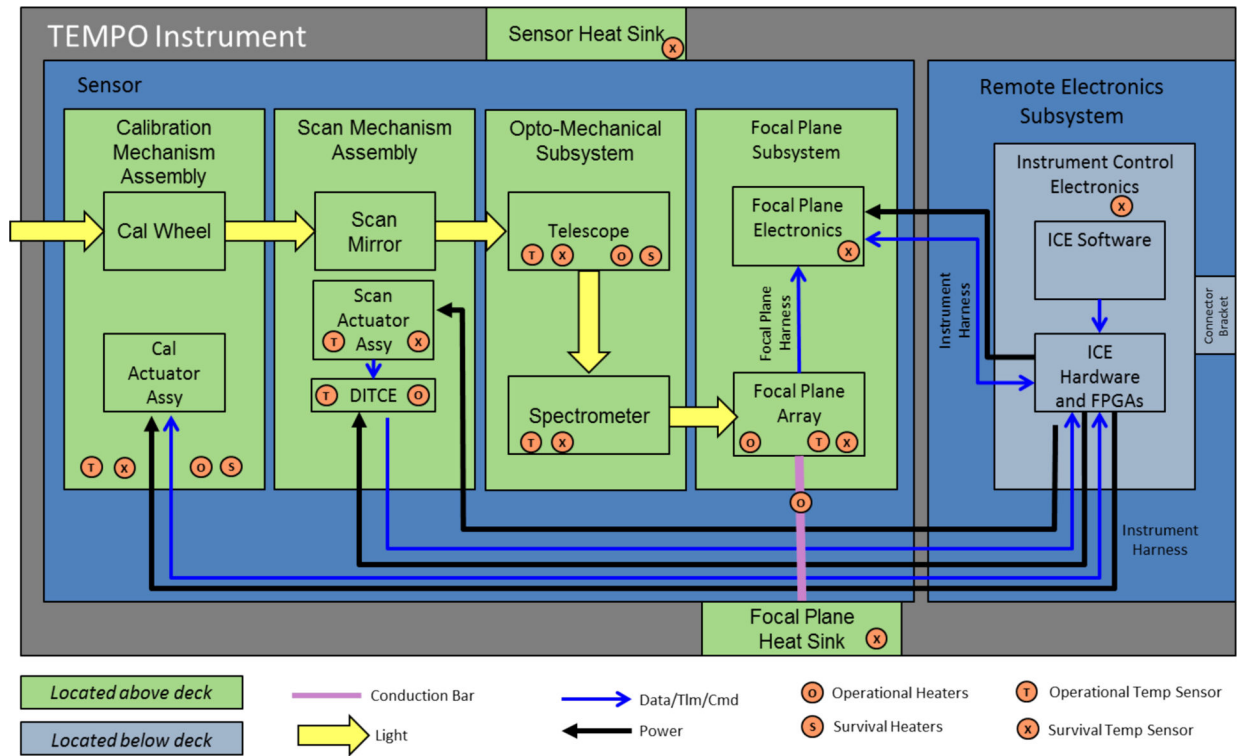 TEMPO Instrument
Sensor Heat Sink
X
Sensor
Remote Electronics
Subsystem
Calibration
Mechanism
Assembly
Cal Wheel
Cal
Actuator
Assy
T X O S
Scan Mechanism
Assembly
Scan
Mirror
Scan
Actuator
Assy
T X
T DITCE O
Opto-Mechanical
Subsystem
Telescope
T X O S
Spectrometer
T X
Focal Plane
Subsystem
Focal Plane
Electronics
X
Focal Plane
Harness
Focal Plane
Array
O T X
O
Instrument
Harness
Instrument Control
Electronics
X
ICE Software
ICE
Hardware
and FPGAs
Connector
Bracket
Instrument
Harness
Focal Plane
Heat Sink
X
Located above deck
Located below deck
Conduction Bar
Light
Data/Tlm/Cmd
Power
O Operational Heaters
S Survival Heaters
T Operational Temp Sensor
X Survival Temp Sensor